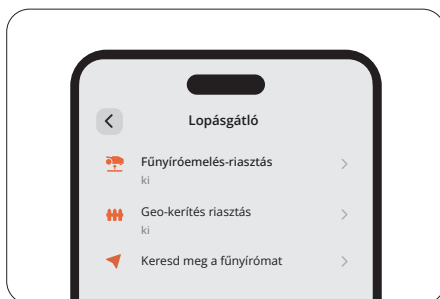 Lopásgátló
Fűnyíróemelés-riasztás
ki
Geo-kerítés riasztás
ki
Keresd meg a fűnyírómat